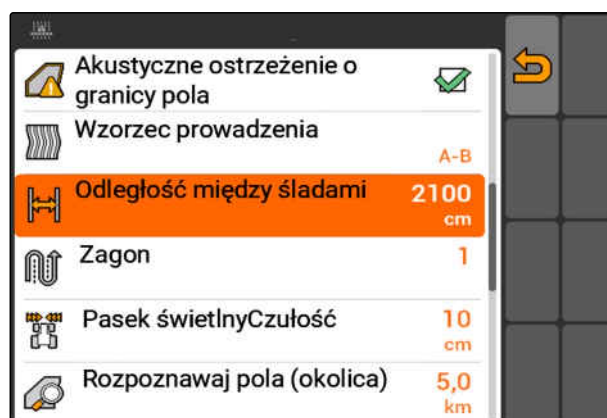 Akustyczne ostrzeżenie o
granicy pola
Wzorzec prowadzenia
A-B
Odległość między śladami 2100
cm
Zagon 1
Pasek świetlnyCzułość 10
cm
Rozpoznawaj pola (okolica) 5,0
km